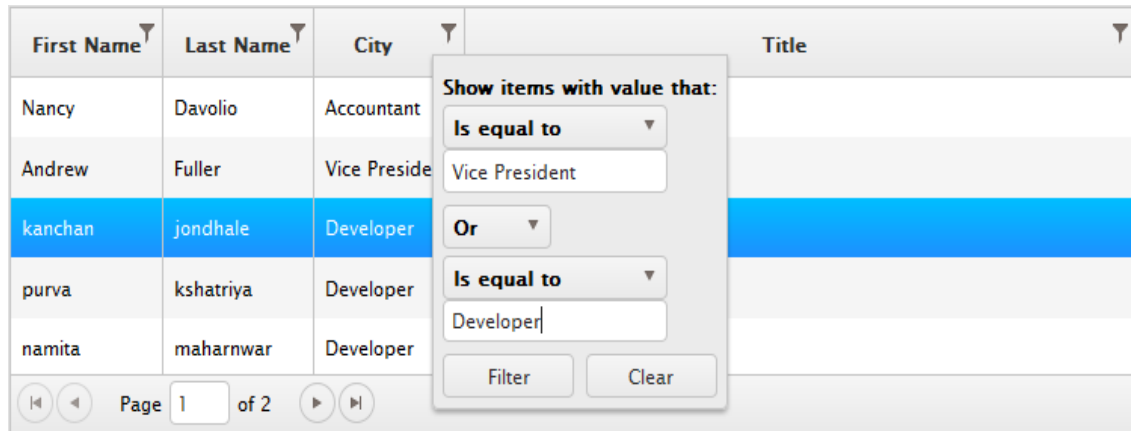 First Name Last Name City Title
Show items with value that:
Nancy Davolio Accountant
Is equal to
Andrew Fuller Vice Preside
Vice President
kanchan jondhale Developer
Or
Is equal to
purva kshatriya Developer
Developer
namita maharnwar Developer
Filter Clear
Page 1 of 2